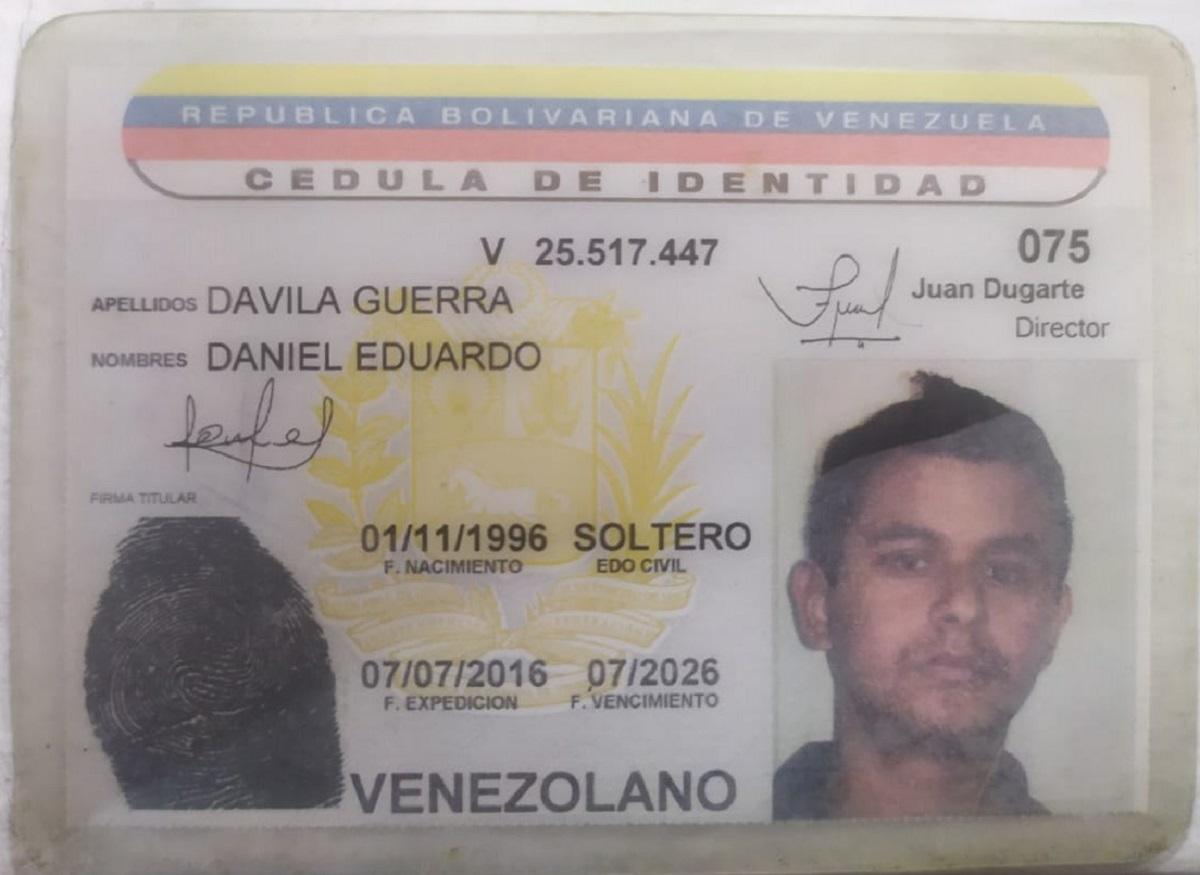 REPUBLICA BOLIVARIANA DE VENEZUELA
CEDULA DE IDENTIDAD
V 25.517.447
075
APELLIDOS DAVILA GUERRA
Juan Dugarte
Director
NOMBRES DANIEL EDUARDO
FIRMA TITULAR
01/11/1996 SOLTERO
F. NACIMIENTO EDO CIVIL
07/07/2016 07/2026
F. EXPEDICION F. VENCIMIENTO
VENEZOLANO